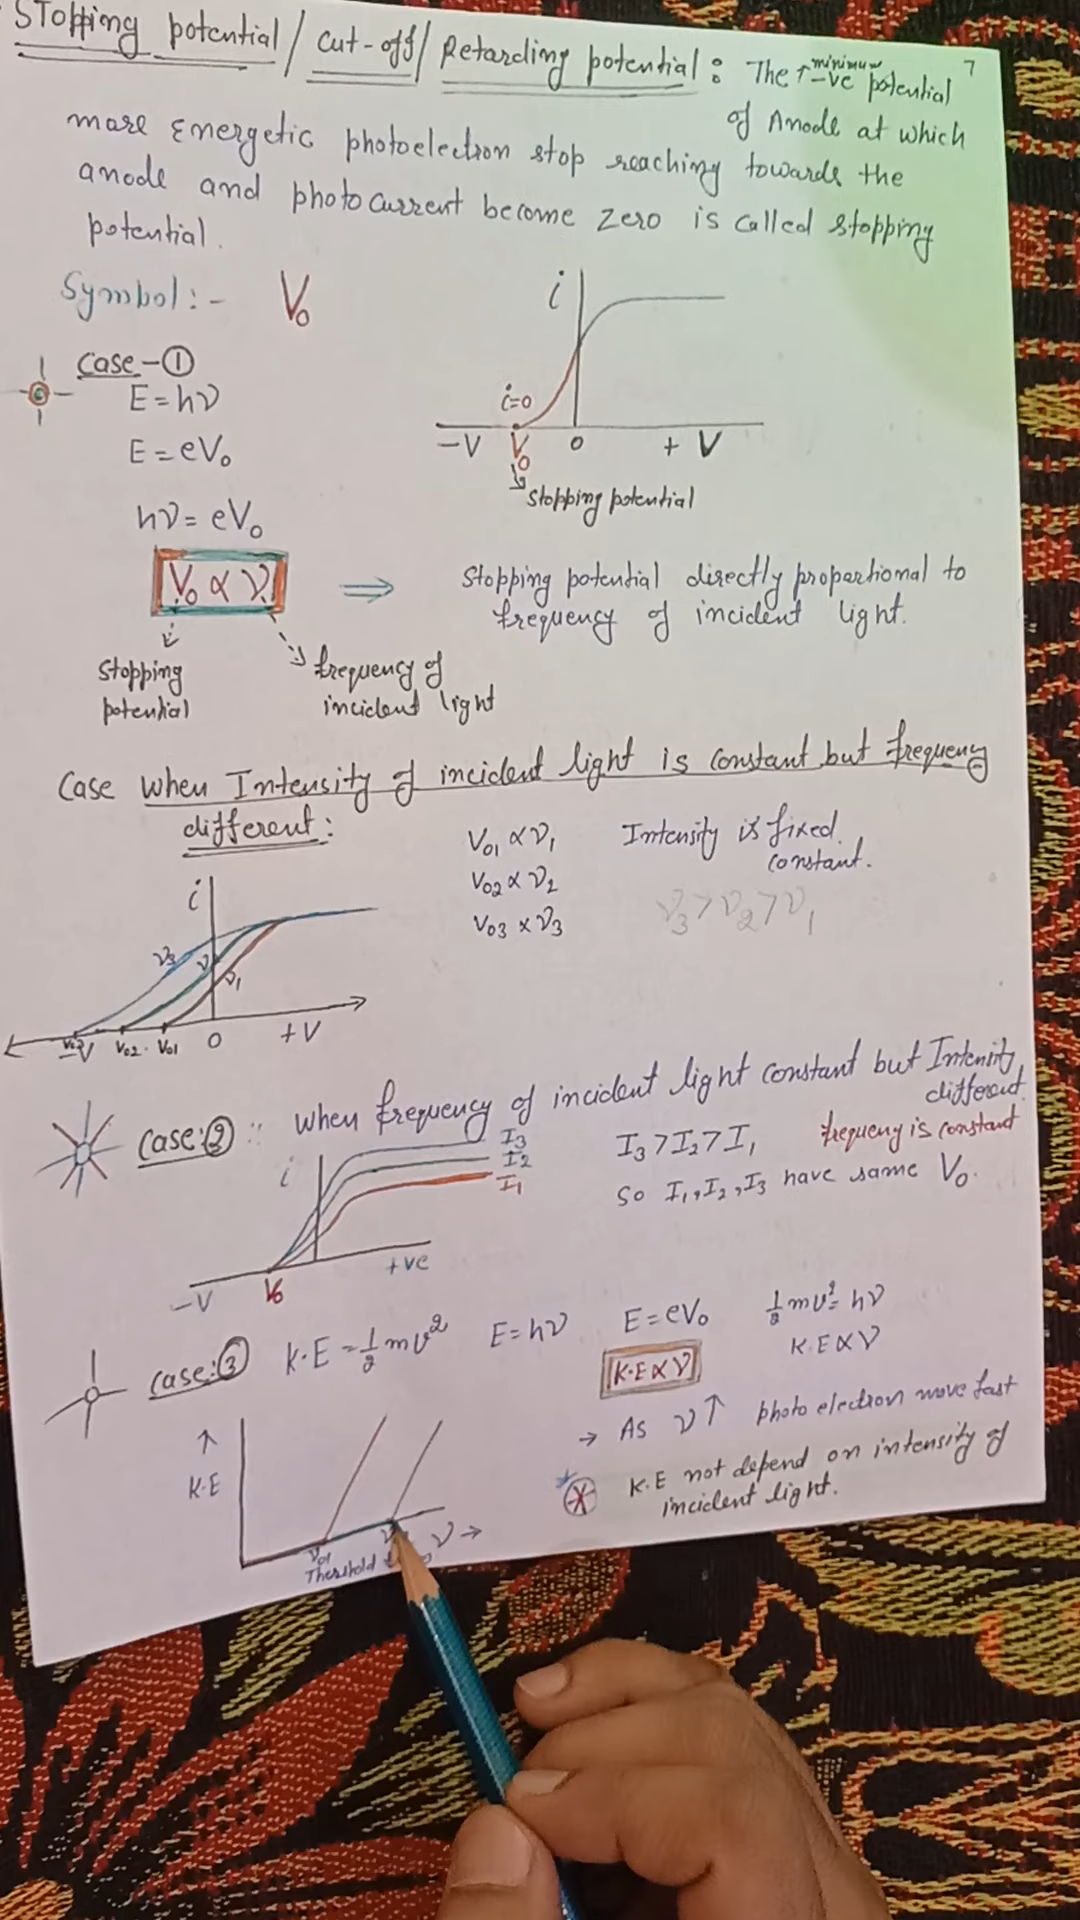 Stopping potential / Cut-off / Retarding potential : The minimum -ve potential
7
of Anode at which
more Energetic photoelectron stop reaching towards the
anode and photocurrent become zero is called stopping
potential.
Symbol :- V₀
i
i=0
-V V₀ 0 + V
Stopping potential
Case-①
E = hν
E = eV₀
hν = eV₀
V₀ ∝ ν ⇒ Stopping potential directly proportional to
frequency of incident light.
Stopping
potential
frequency of
incident light
Case when Intensity of incident light is constant but frequency
different:
V₀₁ ∝ ν₁ Intensity is fixed
constant.
V₀₂ ∝ ν₂
V₀₃ ∝ ν₃ ν₃ > ν₂ > ν₁
i
ν₃ ν ν₁
-V V₀₂ V₀₁ 0 +V
Case:② :: When frequency of incident light constant but Intenity
different.
I₃
I₂
I₁
i
I₃ > I₂ > I₁ frequeny is constant
So I₁, I₂, I₃ have same V₀.
-V V₀ +ve
Case:③ K.E = ½ mv² E = hν E = eV₀ ½ mv² = hν
K.E ∝ ν K.E ∝ ν
→ As ν↑ photo electron move fast
K.E not depend on intensity of
incident light.
↑
K.E
ν₀₁ ν →
Threshold